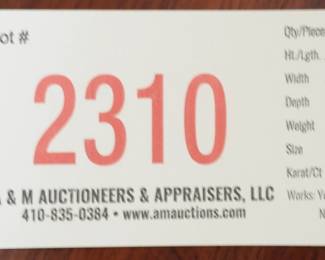 ot #
2310
A & M AUCTIONEERS & APPRAISERS, LLC
410-835-0384 • www.amauctions.com
Qty/Piece
Ht./Lgth.
Width
Depth
Weight
Size
Karat/Ct
Works: Ye
N